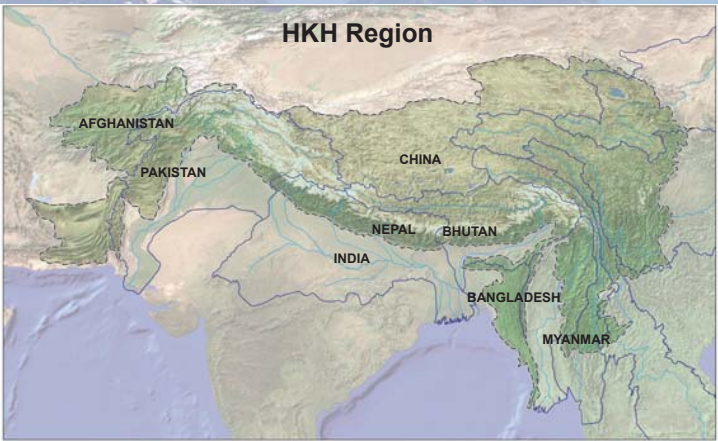 HKH Region
AFGHANISTAN
PAKISTAN
CHINA
NEPAL
BHUTAN
INDIA
BANGLADESH
MYANMAR